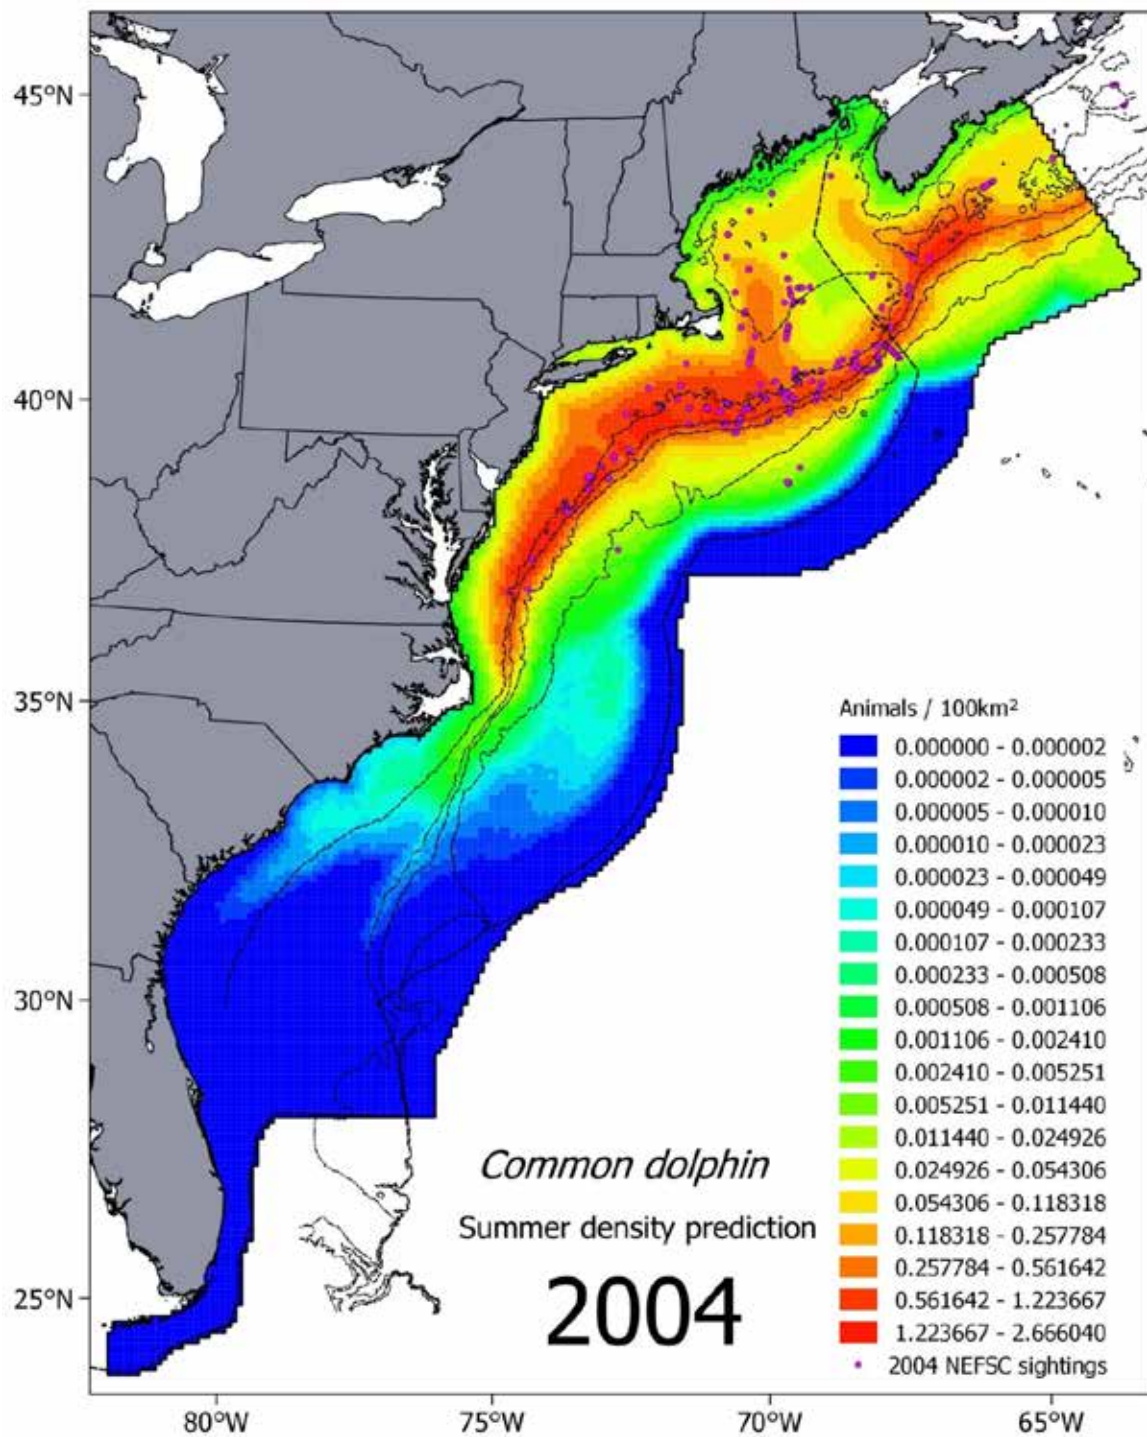 45°N
40°N
35°N
30°N
25°N
Animals / 100km²
0.000000 - 0.000002
0.000002 - 0.000005
0.000005 - 0.000010
0.000010 - 0.000023
0.000023 - 0.000049
0.000049 - 0.000107
0.000107 - 0.000233
0.000233 - 0.000508
0.000508 - 0.001106
0.001106 - 0.002410
0.002410 - 0.005251
0.005251 - 0.011440
0.011440 - 0.024926
0.024926 - 0.054306
0.054306 - 0.118318
0.118318 - 0.257784
0.257784 - 0.561642
0.561642 - 1.223667
1.223667 - 2.666040
2004 NEFSC sightings
Common dolphin
Summer density prediction
2004
80°W
75°W
70°W
65°W